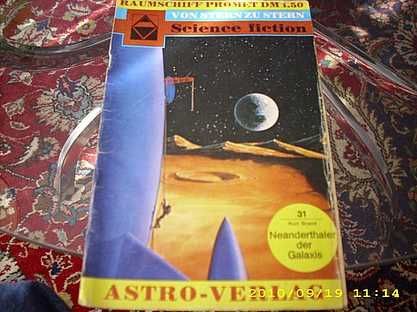 RAUMSCHIFF PROMET DM 1,50
VON STERN ZU STERN
Science fiction
31
Kurt Brand
Neanderthaler
der
Galaxis
ASTRO-VERLAG
2010/09/19 11:14